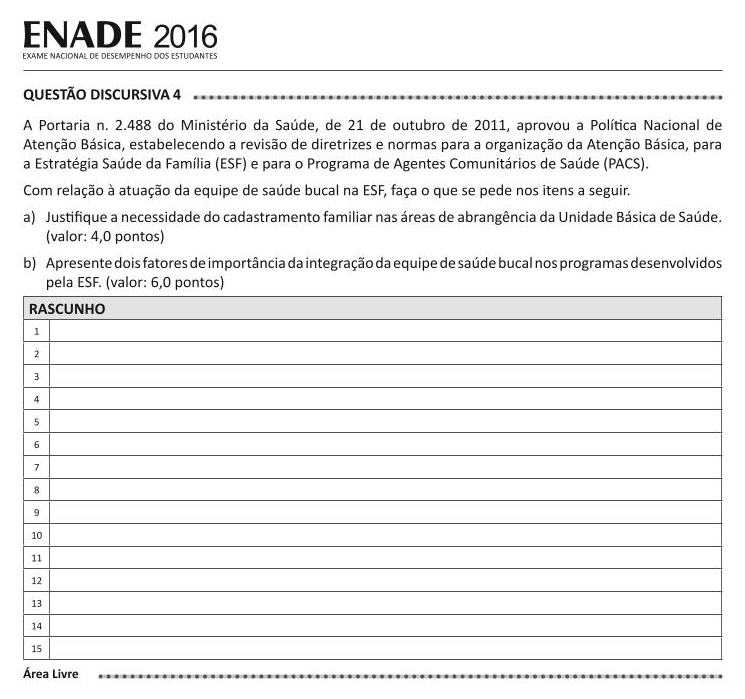 ENADE 2016
EXAME NACIONAL DE DESEMPENHO DOS ESTUDANTES
QUESTÃO DISCURSIVA 4
A Portaria n. 2.488 do Ministério da Saúde, de 21 de outubro de 2011, aprovou a Política Nacional de
Atenção Básica, estabelecendo a revisão de diretrizes e normas para a organização da Atenção Básica, para
a Estratégia Saúde da Família (ESF) e para o Programa de Agentes Comunitários de Saúde (PACS).
Com relação à atuação da equipe de saúde bucal na ESF, faça o que se pede nos itens a seguir.
a) Justifique a necessidade do cadastramento familiar nas áreas de abrangência da Unidade Básica de Saúde.
(valor: 4,0 pontos)
b) Apresente dois fatores de importância da integração da equipe de saúde bucal nos programas desenvolvidos
pela ESF. (valor: 6,0 pontos)
RASCUNHO
1
2
3
4
5
6
7
8
9
10
11
12
13
14
15
Área Livre